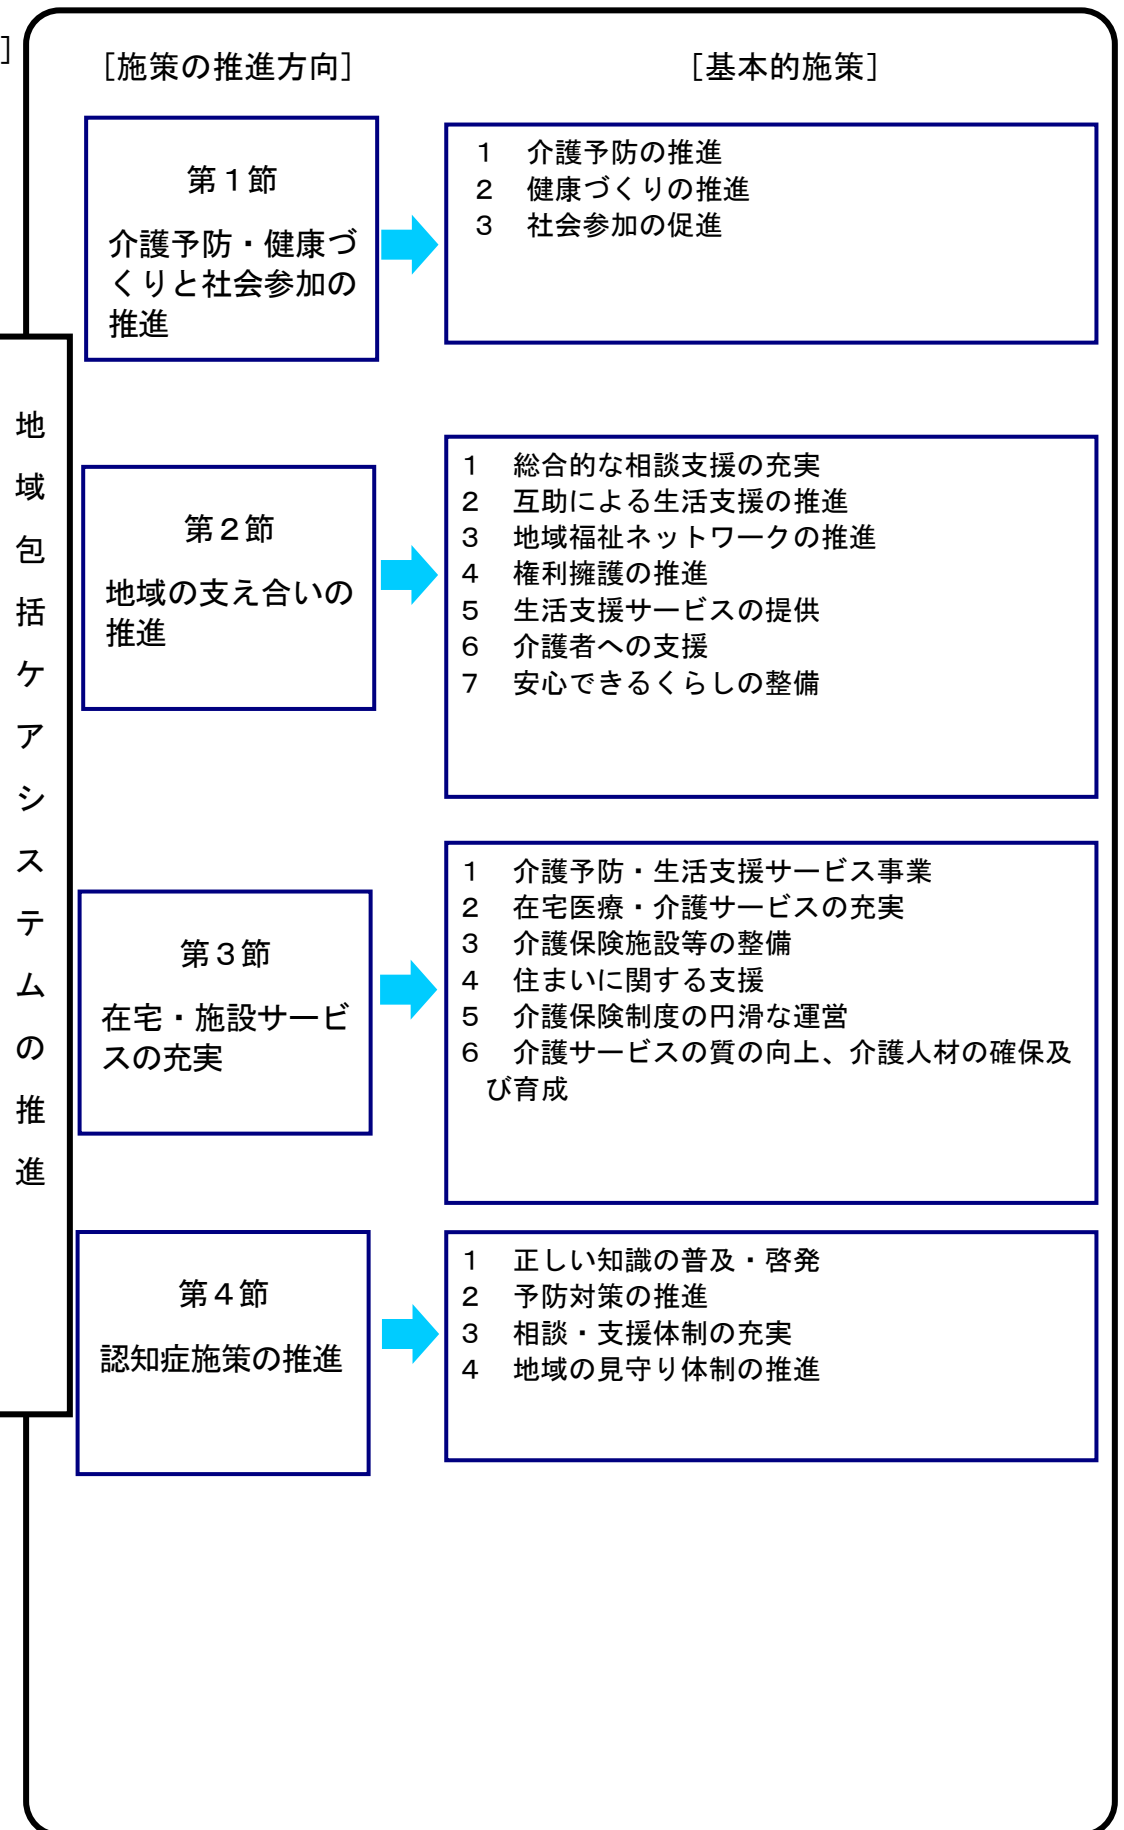 ］
［施策の推進方向］
［基本的施策］
地域包括ケアシステムの推進
第１節
介護予防・健康づ
くりと社会参加の
推進
１　介護予防の推進
２　健康づくりの推進
３　社会参加の促進
第２節
地域の支え合いの
推進
１　総合的な相談支援の充実
２　互助による生活支援の推進
３　地域福祉ネットワークの推進
４　権利擁護の推進
５　生活支援サービスの提供
６　介護者への支援
７　安心できるくらしの整備
第３節
在宅・施設サービ
スの充実
１　介護予防・生活支援サービス事業
２　在宅医療・介護サービスの充実
３　介護保険施設等の整備
４　住まいに関する支援
５　介護保険制度の円滑な運営
６　介護サービスの質の向上、介護人材の確保及
び育成
第４節
認知症施策の推進
１　正しい知識の普及・啓発
２　予防対策の推進
３　相談・支援体制の充実
４　地域の見守り体制の推進